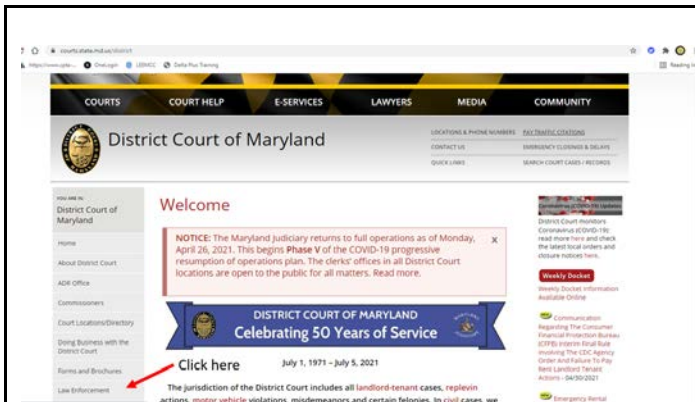 courts.state.md.us/district
OneLogin
Delta Plus Training
COURTS COURT HELP E-SERVICES LAWYERS MEDIA COMMUNITY
District Court of Maryland
LOCATIONS & PHONE NUMBERS PAY TRAFFIC CITATIONS
CONTACT US EMERGENCY CLOSINGS & DELAYS
QUICK LINKS SEARCH COURT CASES / RECORDS
YOU ARE IN:
District Court of
Maryland
Home
About District Court
ADR Office
Commissioners
Court Locations/Directory
Doing Business with the
District Court
Forms and Brochures
Law Enforcement
Welcome
NOTICE: The Maryland Judiciary returns to full operations as of Monday, x
April 26, 2021. This begins Phase V of the COVID-19 progressive
resumption of operations plan. The clerks' offices in all District Court
locations are open to the public for all matters. Read more.
DISTRICT COURT OF MARYLAND
Celebrating 50 Years of Service
Click here
July 1, 1971 – July 5, 2021
The jurisdiction of the District Court includes all landlord-tenant cases, replevin
actions, motor vehicle violations, misdemeanors and certain felonies. In civil cases, we
Coronavirus (COVID-19) Updates
District Court monitors
Coronavirus (COVID-19):
read more here and check
the latest local orders and
closure notices here.
Weekly Docket
Weekly Docket Information
Available Online
Communication
Regarding The Consumer
Financial Protection Bureau
(CFPB) Interim Final Rule
Involving The CDC Agency
Order And Failure To Pay
Rent Landlord Tenant
Actions - 04/30/2021
Emergency Rental